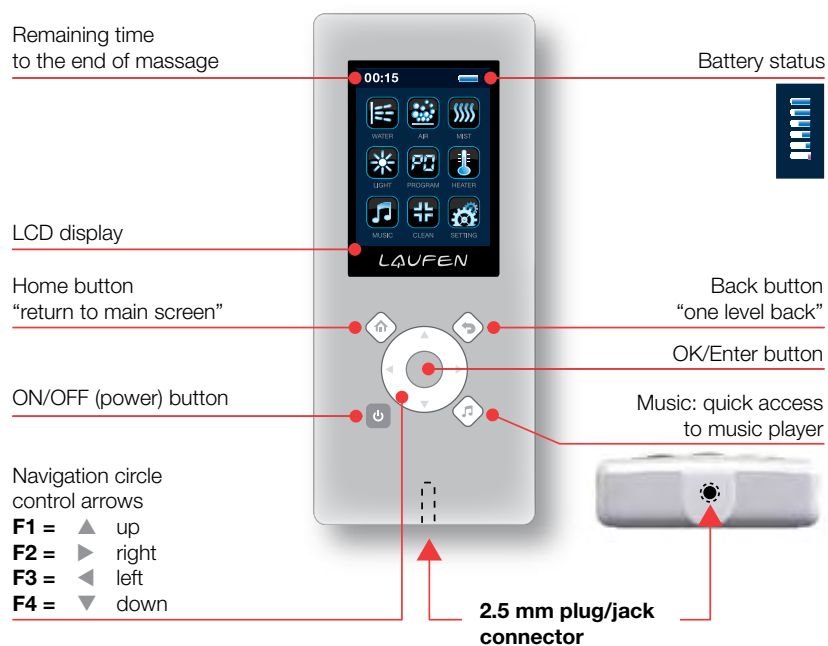 Remaining time
to the end of massage
Battery status
00:15
WATER AIR MIST
LIGHT PROGRAM HEATER
MUSIC CLEAN SETTING
LAUFEN
LCD display
Home button
“return to main screen”
Back button
“one level back”
OK/Enter button
ON/OFF (power) button
Music: quick access
to music player
Navigation circle
control arrows
F1 = ▲ up
F2 = ▶ right
F3 = ◀ left
F4 = ▼ down
2.5 mm plug/jack
connector